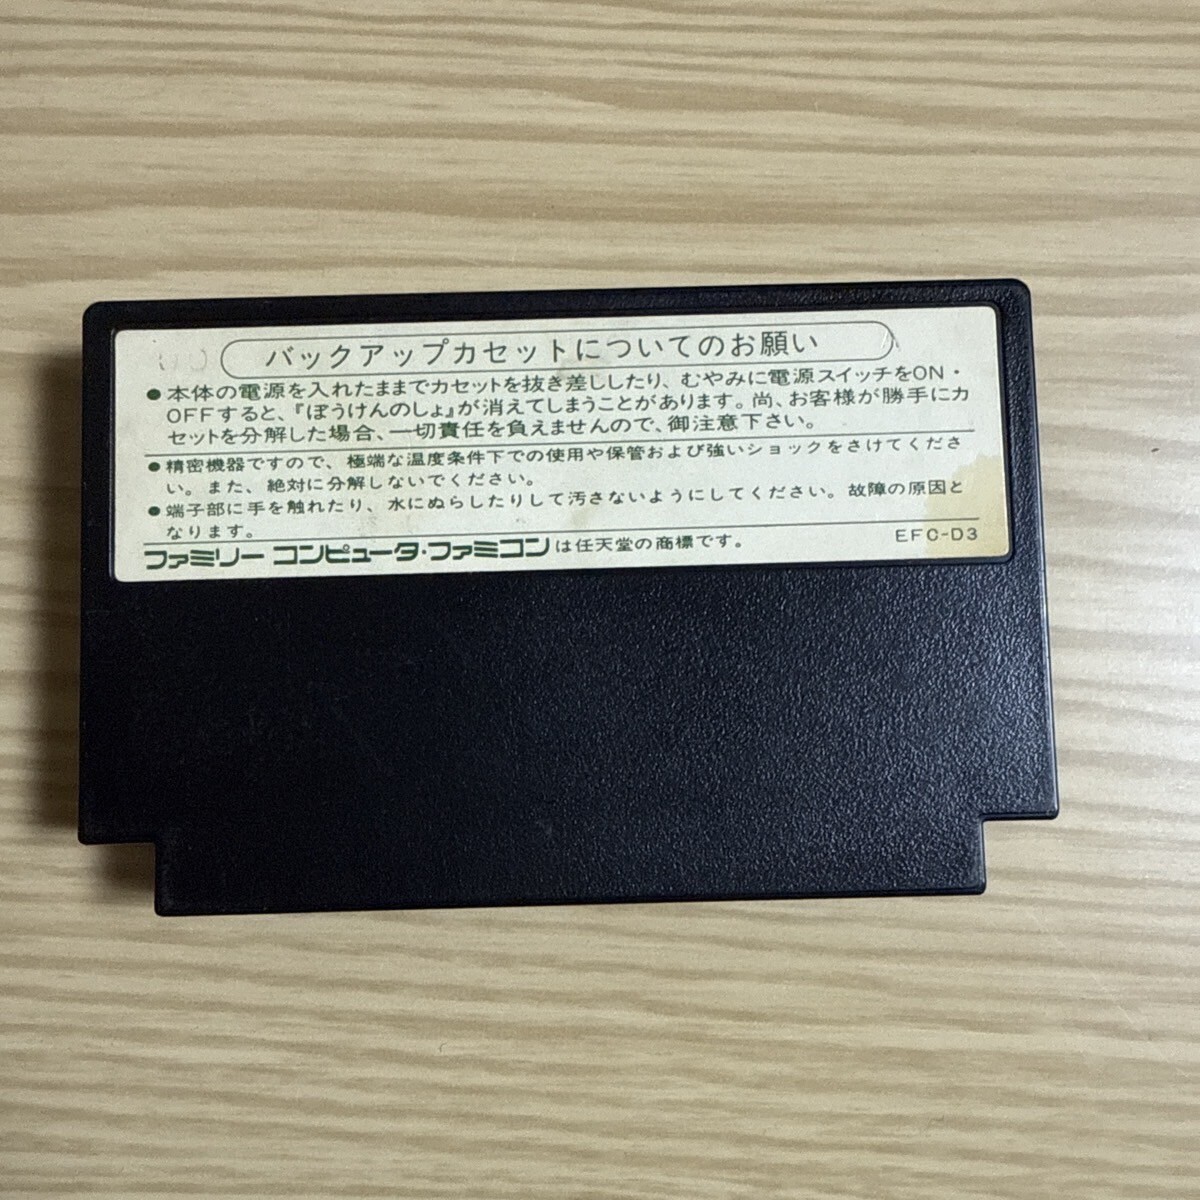 バックアップカセットについてのお願い
●本体の電源を入れたままでカセットを抜き差ししたり、むやみに電源スイッチをON・
OFFすると、『ぼうけんのしょ』が消えてしまうことがあります。尚、お客様が勝手にカ
セットを分解した場合、一切責任を負えませんので、御注意下さい。
●精密機器ですので、極端な温度条件下での使用や保管および強いショックをさけてくださ
い。また、絶対に分解しないでください。
●端子部に手を触れたり、水にぬらしたりして汚さないようにしてください。故障の原因と
なります。
ファミリー コンピュータ・ファミコンは任天堂の商標です。 EFC-D3